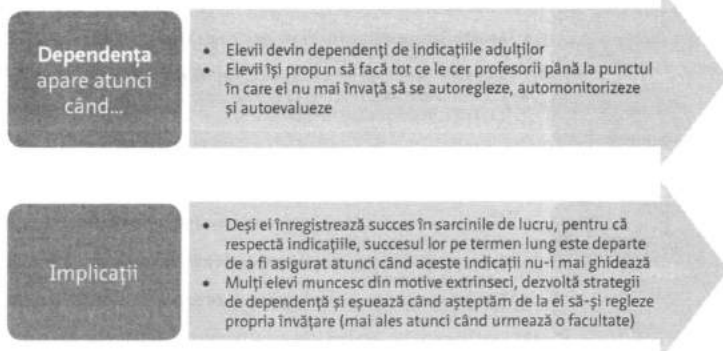 Dependența
apare atunci
când...
• Elevii devin dependenți de indicațiile adulților
• Elevii își propun să facă tot ce le cer profesorii până la punctul
în care ei nu mai învață să se autoregleze, automonitorizeze
și autoevalueze
Implicații
• Deși ei înregistrează succes în sarcinile de lucru, pentru că
respectă indicațiile, succesul lor pe termen lung este departe
de a fi asigurat atunci când aceste indicații nu-i mai ghidează
• Mulți elevi muncesc din motive extrinseci, dezvoltă strategii
de dependență și eșuează când așteptăm de la ei să-și regleze
propria învățare (mai ales atunci când urmează o facultate)